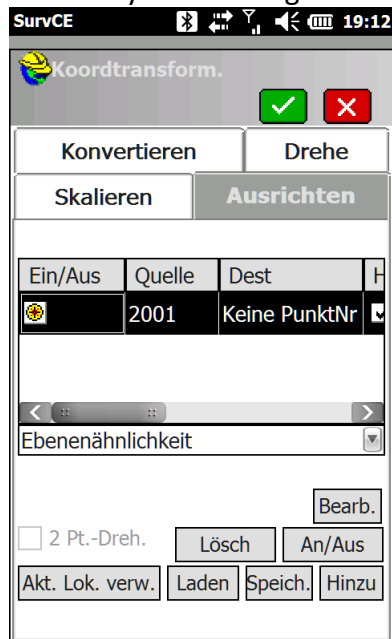 SurvCE 19:12
Koordtransform.
Konvertieren Drehe
Skalieren Ausrichten
Ein/Aus Quelle Dest H
2001 Keine PunktNr
Ebenenähnlichkeit
Bearb.
2 Pt.-Dreh. Lösch An/Aus
Akt. Lok. verw. Laden Speich. Hinzu